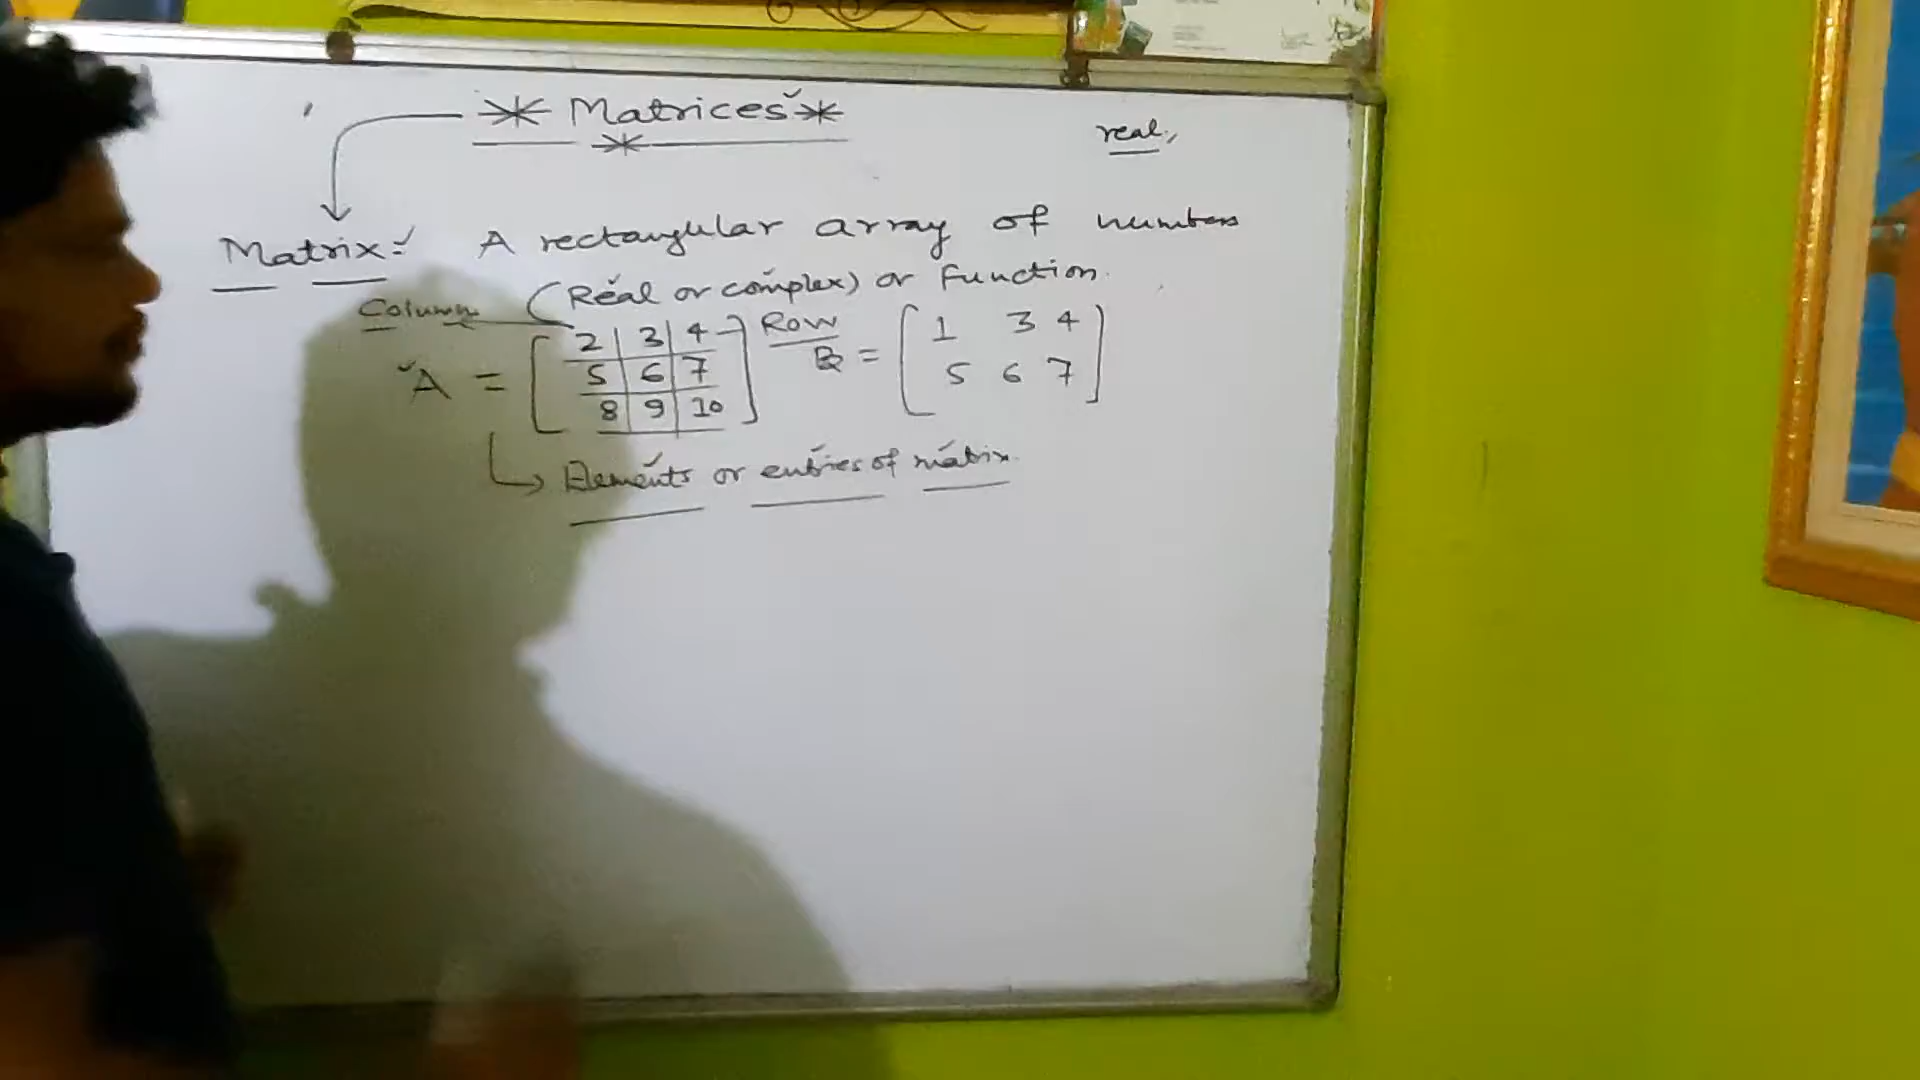 * Matrices *
real,
Matrix:- A rectangular array of numbers
(Real or complex) or Function.
Column
Row
A = [ 2 3 4
5 6 7
8 9 10 ]
B = [ 1 3 4
5 6 7 ]
Elements or entries of matrix.